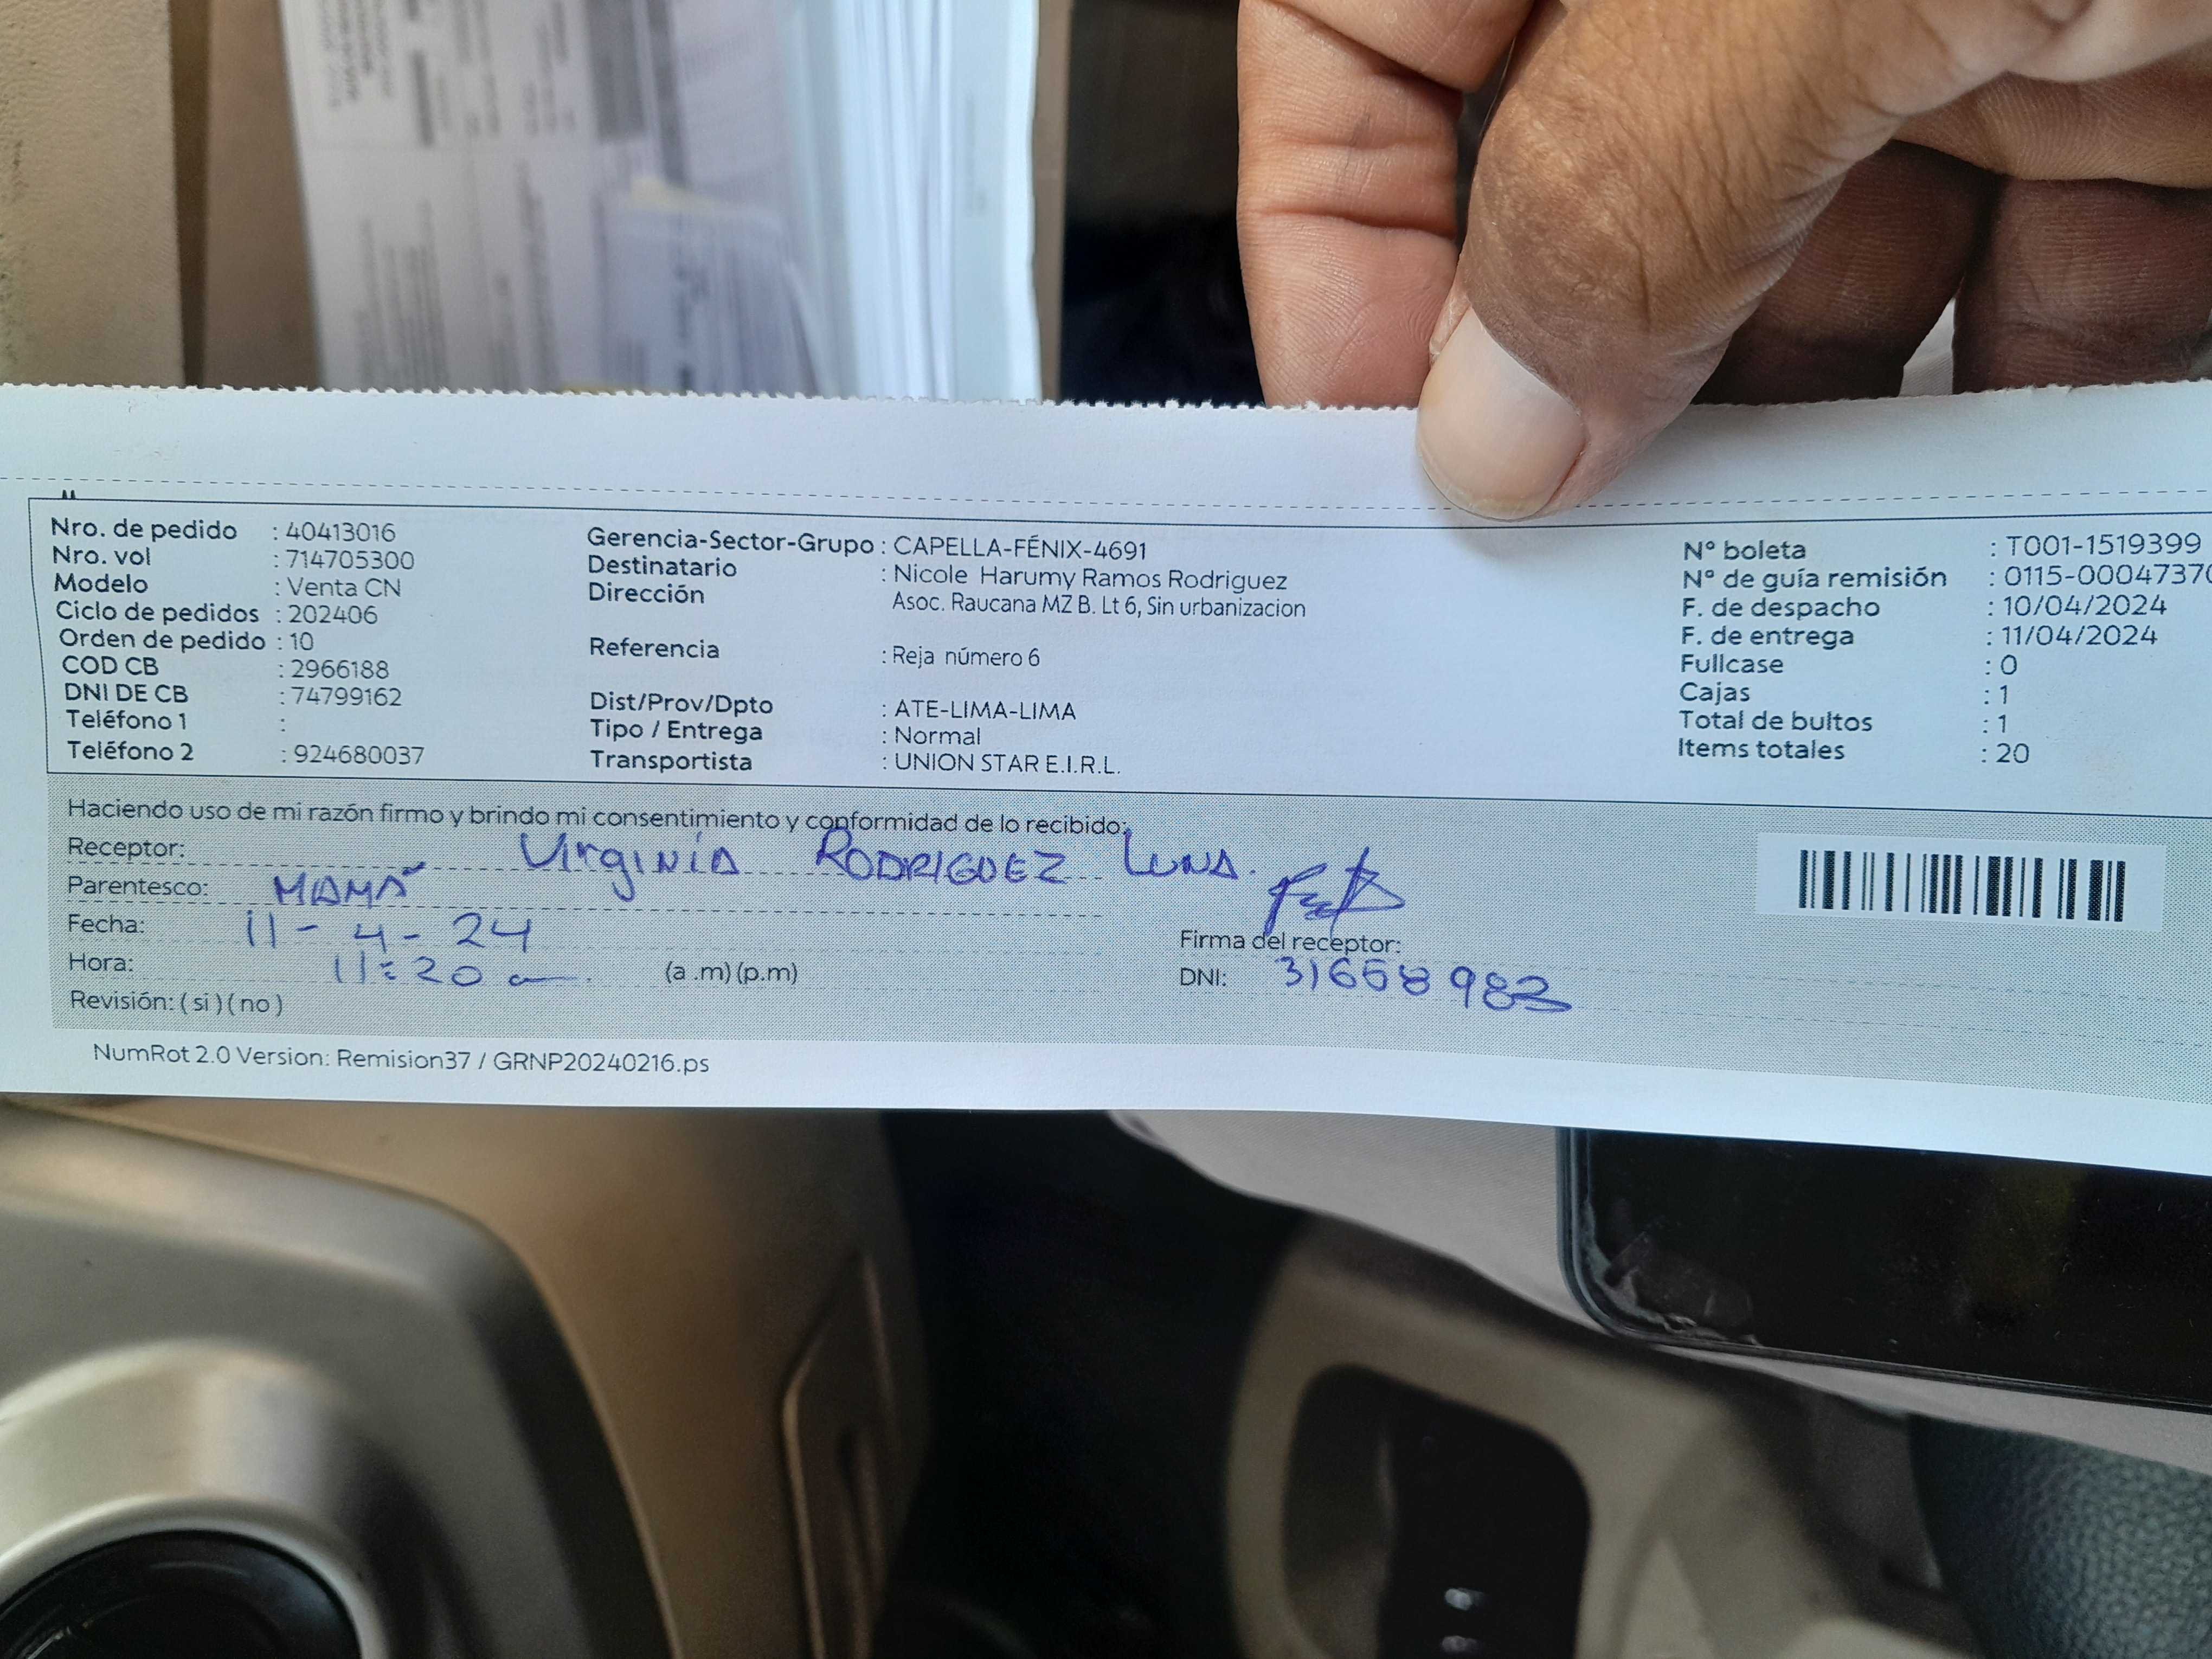 Nro. de pedido : 40413016
Nro. vol : 714705300
Modelo : Venta CN
Ciclo de pedidos : 202406
Orden de pedido : 10
COD CB : 2966188
DNI DE CB : 74799162
Teléfono 1 :
Teléfono 2 : 924680037
Gerencia-Sector-Grupo : CAPELLA-FÉNIX-4691
Destinatario : Nicole Harumy Ramos Rodriguez
Dirección Asoc. Raucana MZ B. Lt 6, Sin urbanizacion
Referencia : Reja número 6
Dist/Prov/Dpto : ATE-LIMA-LIMA
Tipo / Entrega : Normal
Transportista : UNION STAR E.I.R.L.
N° boleta : T001-1519399
N° de guía remisión : 0115-0004737
F. de despacho : 10/04/2024
F. de entrega : 11/04/2024
Fullcase : 0
Cajas : 1
Total de bultos : 1
Items totales : 20
Haciendo uso de mi razón firmo y brindo mi consentimiento y conformidad de lo recibido:
Receptor: Virginia RODRIGUEZ LUNA.
Parentesco: MAMÁ
Fecha: 11-4-24
Hora: 11:20 (a .m) (p.m)
Revisión: ( si ) ( no )
Firma del receptor:
DNI:
NumRot 2.0 Version: Remision37 / GRNP20240216.ps